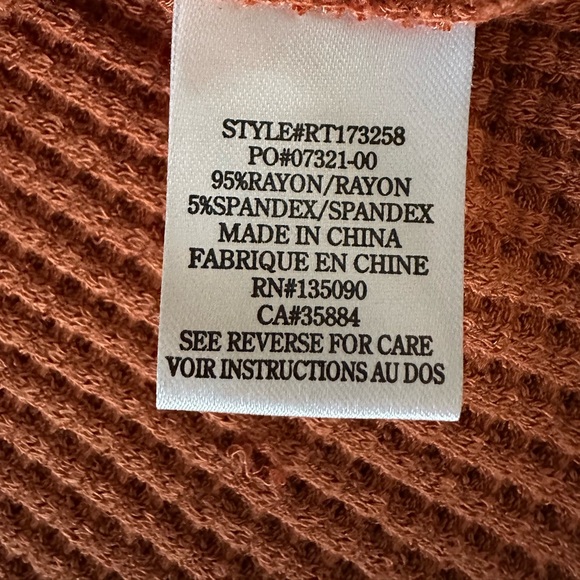 STYLE#RT173258
PO#07321-00
95%RAYON/RAYON
5%SPANDEX/SPANDEX
MADE IN CHINA
FABRIQUE EN CHINE
RN#135090
CA#35884
SEE REVERSE FOR CARE
VOIR INSTRUCTIONS AU DOS